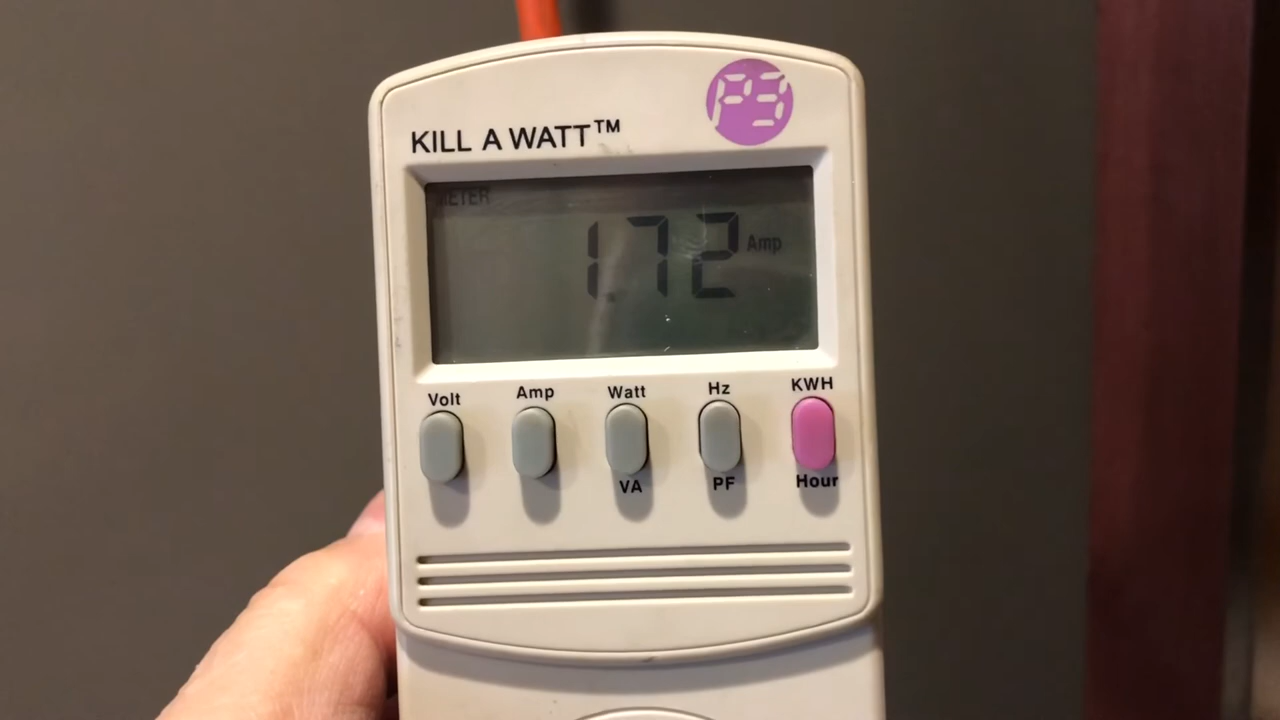 P3
KILL A WATT™
METER
1.72 Amp
Volt Amp Watt Hz KWH
VA PF Hour